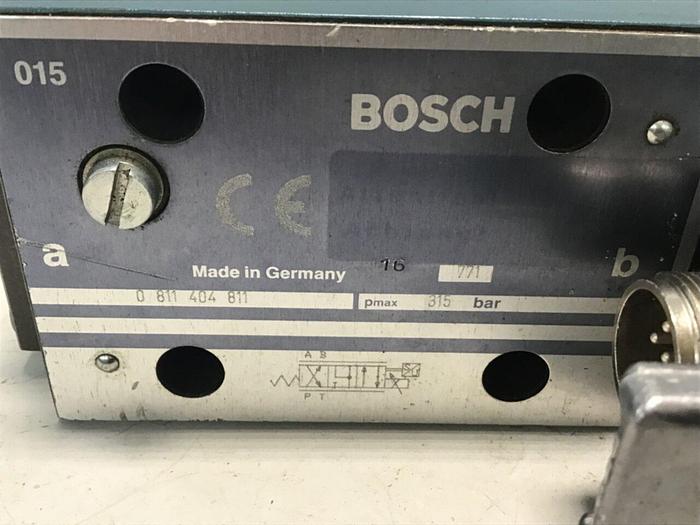 015
BOSCH
CE
a
16
771
b
Made in Germany
0 811 404 811
pmax 315 bar
A B
P T